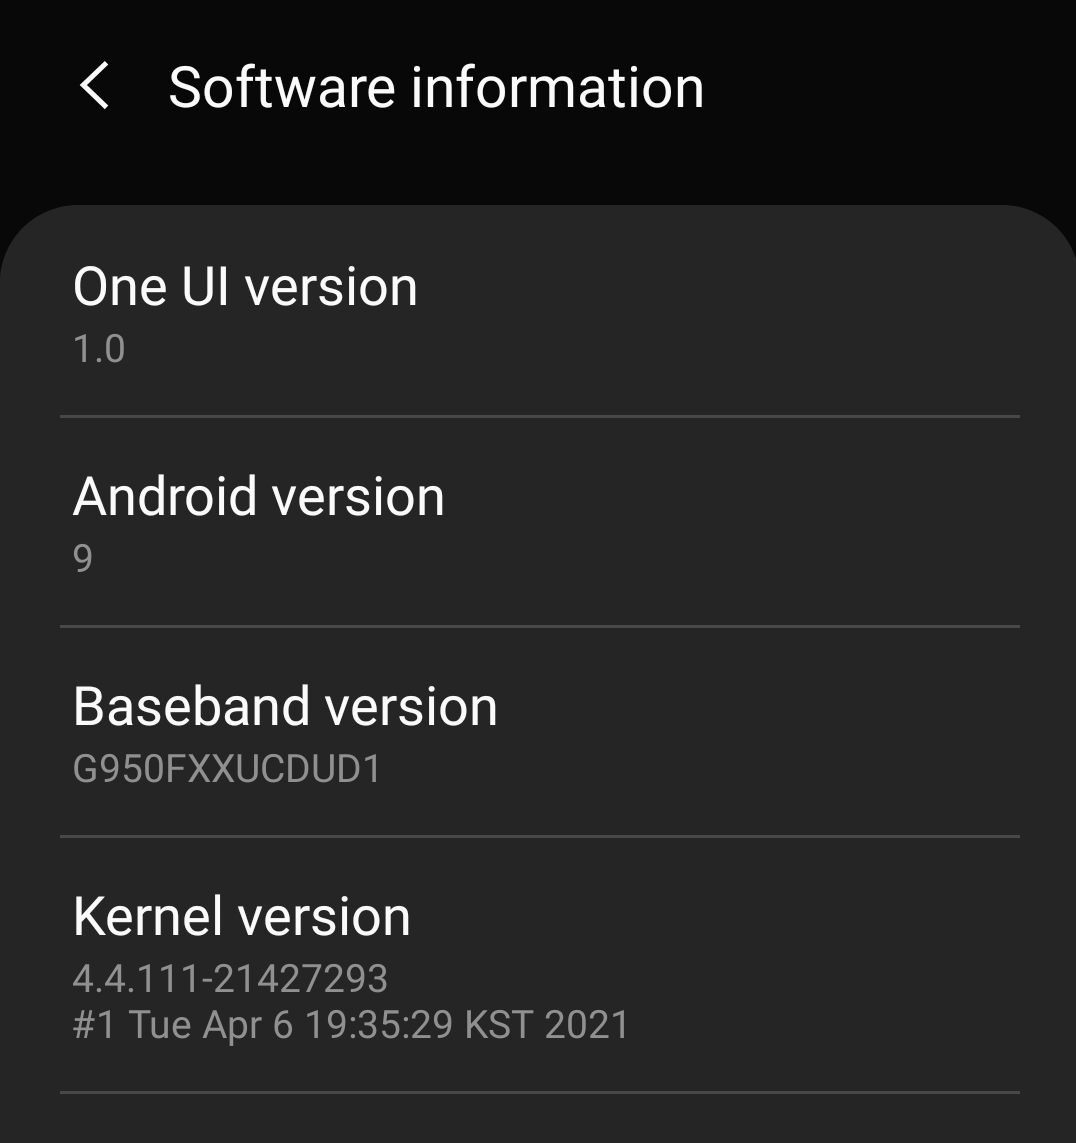 Software information
One UI version
1.0
Android version
9
Baseband version
G950FXXUCDUD1
Kernel version
4.4.111-21427293
#1 Tue Apr 6 19:35:29 KST 2021